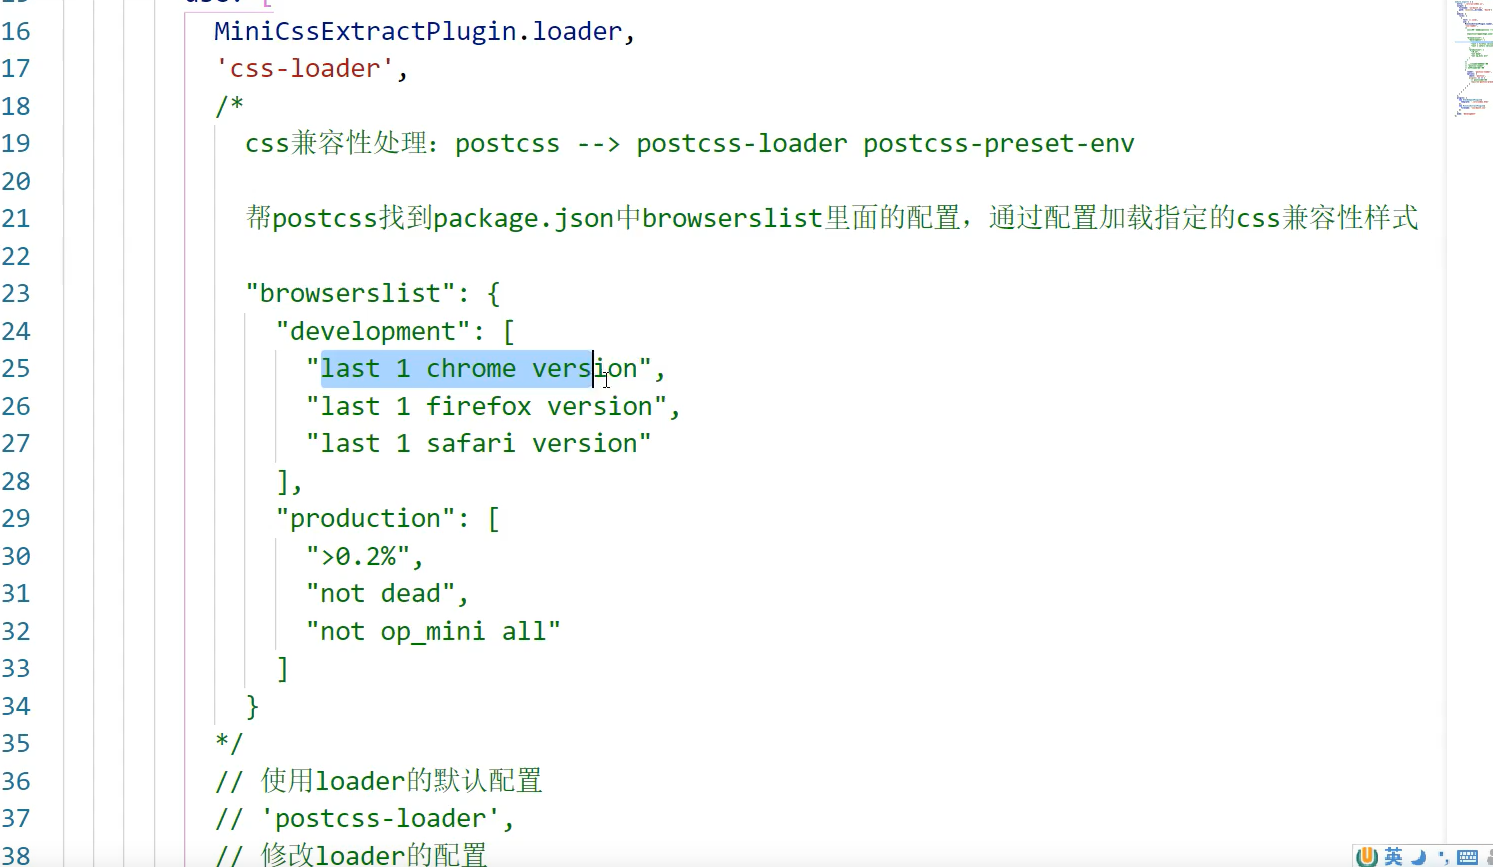 use: [
16 MiniCssExtractPlugin.loader,
17 'css-loader',
18 /*
19 css兼容性处理：postcss --> postcss-loader postcss-preset-env
20
21 帮postcss找到package.json中browserslist里面的配置，通过配置加载指定的css兼容性样式
22
23 "browserslist": {
24 "development": [
25 "last 1 chrome version",
26 "last 1 firefox version",
27 "last 1 safari version"
28 ],
29 "production": [
30 ">0.2%",
31 "not dead",
32 "not op_mini all"
33 ]
34 }
35 */
36 // 使用loader的默认配置
37 // 'postcss-loader',
38 // 修改loader的配置
英